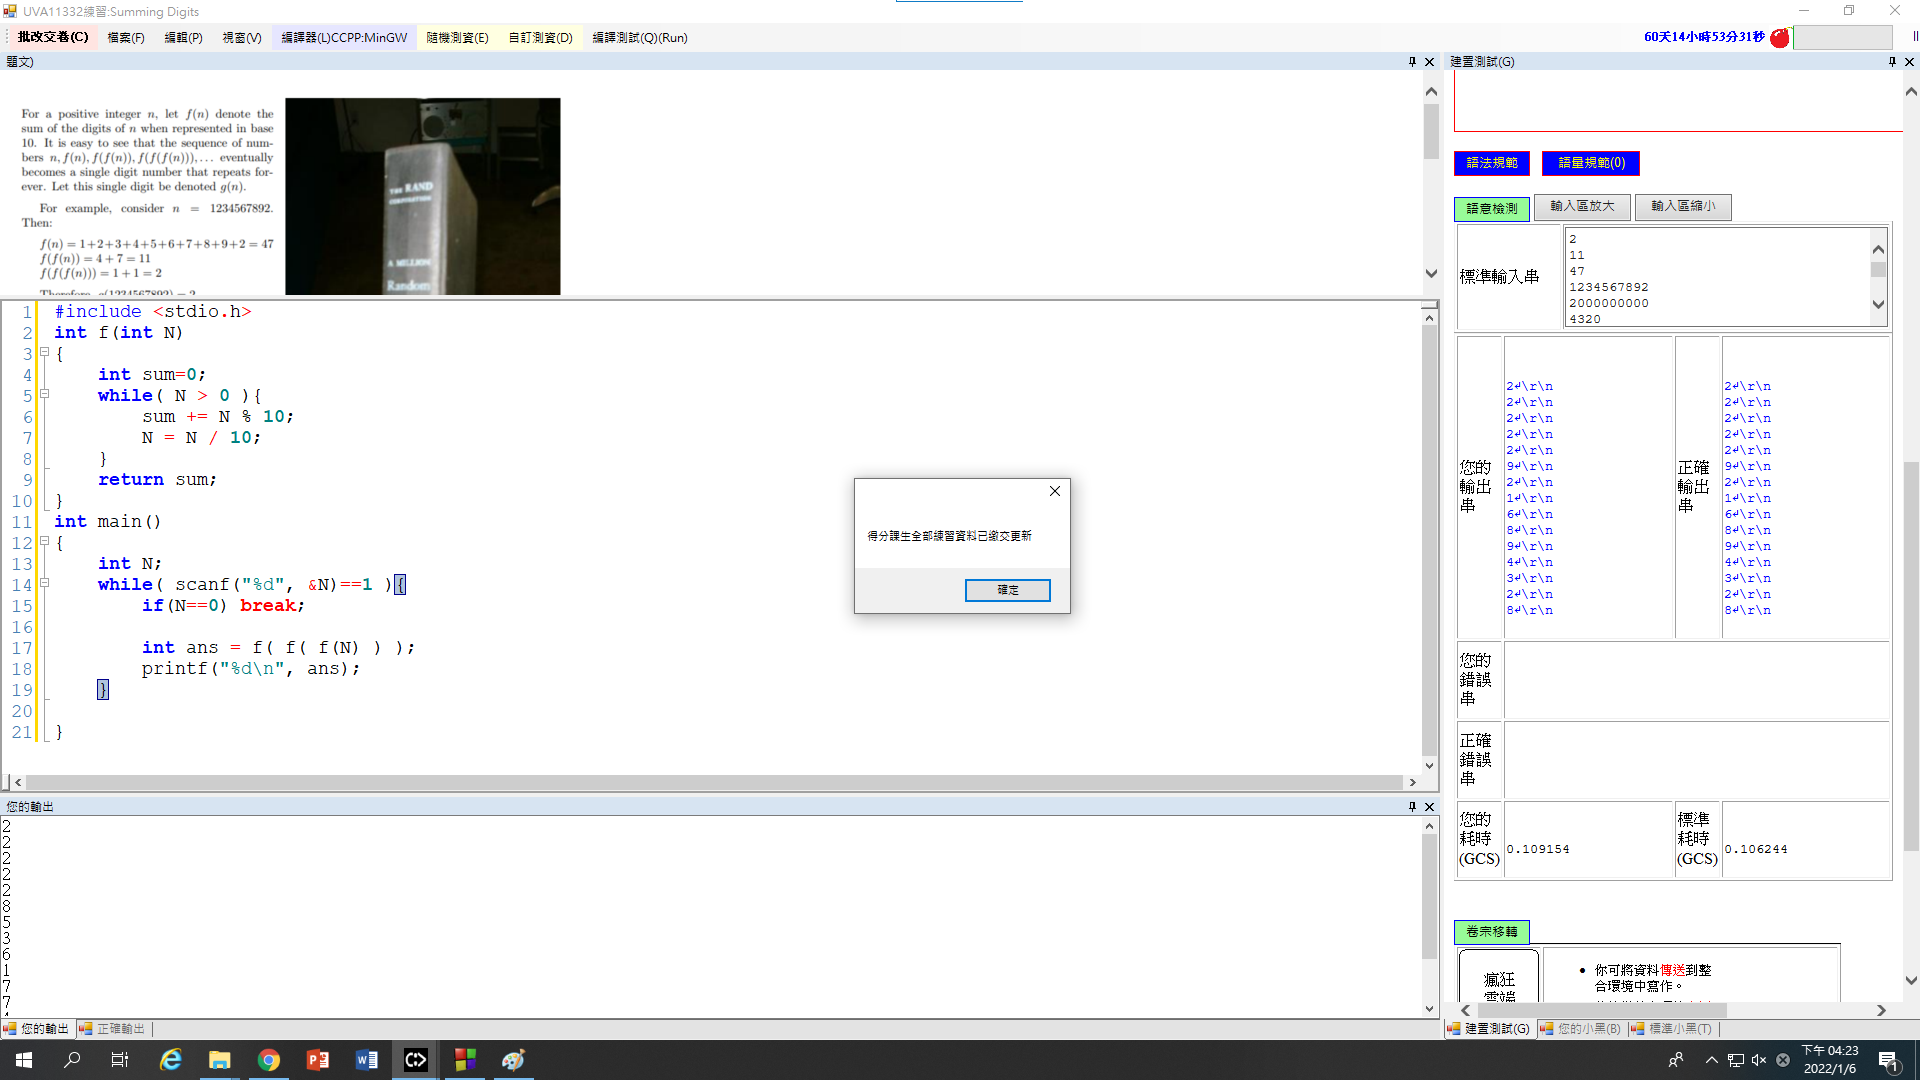 UVA11332練習:Summing Digits
批改交卷(C) 檔案(F) 編輯(P) 視窗(V) 編譯器(L)CCPP:MinGW 隨機測資(E) 自訂測資(D) 編譯測試(Q)(Run) 60天14小時53分31秒
題文)
For a positive integer n, let f(n) denote the
sum of the digits of n when represented in base
10. It is easy to see that the sequence of num-
bers n, f(n), f(f(n)), f(f(f(n))), ... eventually
becomes a single digit number that repeats for-
ever. Let this single digit be denoted g(n).
For example, consider n = 1234567892.
Then:
f(n) = 1+2+3+4+5+6+7+8+9+2 = 47
f(f(n)) = 4 + 7 = 11
f(f(f(n))) = 1 + 1 = 2
Therefore, g(1234567892) = 2
THE RAND
CORPORATION
A MILLION
Random
1 #include <stdio.h>
2 int f(int N)
3 {
4 int sum=0;
5 while( N > 0 ){
6 sum += N % 10;
7 N = N / 10;
8 }
9 return sum;
10 }
11 int main()
12 {
13 int N;
14 while( scanf("%d", &N)==1 ){
15 if(N==0) break;
16
17 int ans = f( f( f(N) ) );
18 printf("%d\n", ans);
19 }
20
21 }
得分課生全部練習資料已繳交更新
確定
您的輸出
2
2
2
2
2
8
5
3
6
1
7
7
您的輸出 正確輸出
建置測試(G)
語法規範 語量規範(0)
語意檢測 輸入區放大 輸入區縮小
標準輸入串
2
11
47
1234567892
2000000000
4320
您的輸出串
2↵\r\n
2↵\r\n
2↵\r\n
2↵\r\n
2↵\r\n
9↵\r\n
2↵\r\n
1↵\r\n
6↵\r\n
8↵\r\n
9↵\r\n
4↵\r\n
3↵\r\n
2↵\r\n
8↵\r\n
正確輸出串
2↵\r\n
2↵\r\n
2↵\r\n
2↵\r\n
2↵\r\n
9↵\r\n
2↵\r\n
1↵\r\n
6↵\r\n
8↵\r\n
9↵\r\n
4↵\r\n
3↵\r\n
2↵\r\n
8↵\r\n
您的錯誤串
正確錯誤串
您的耗時(GCS) 0.109154 標準耗時(GCS) 0.106244
卷宗移轉
瘋狂
雲端
• 你可將資料傳送到整
合環境中寫作。
建置測試(G) 您的小黑(B) 標準小黑(T)
下午 04:23
2022/1/6
1